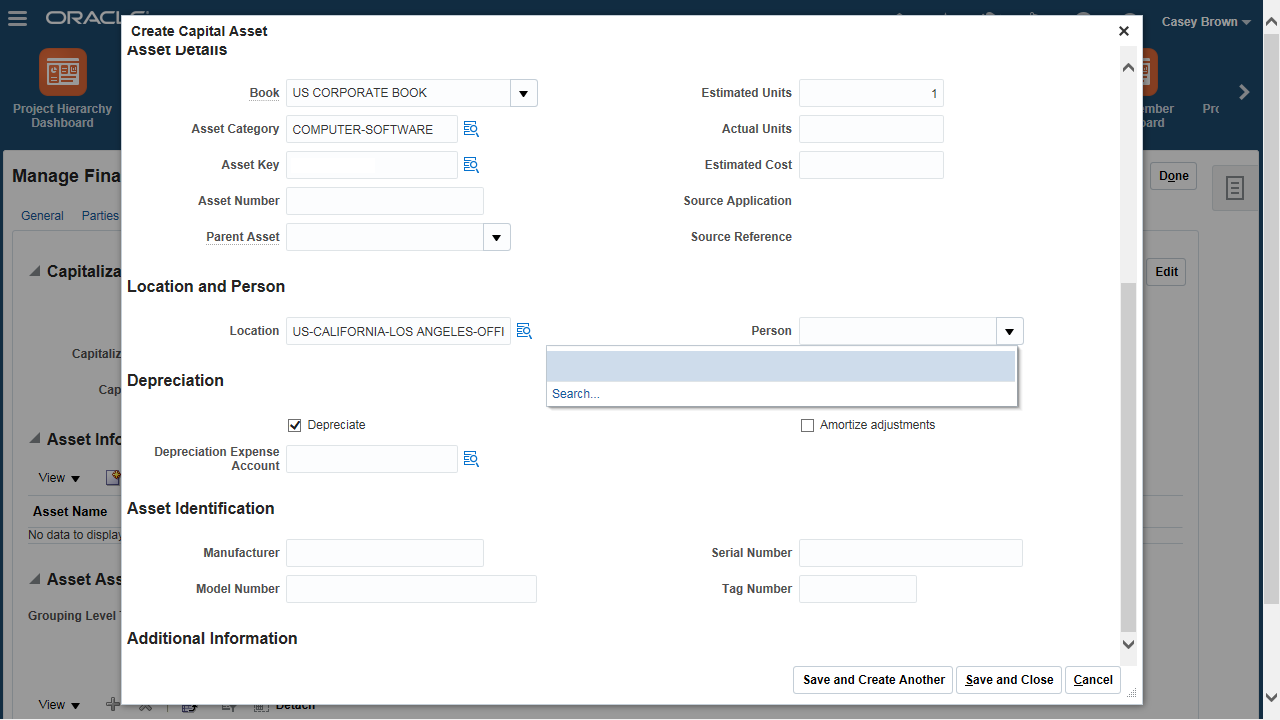 ORACLE
Casey Brown
Project Hierarchy
Dashboard
Create Capital Asset
Asset Details
Book
US CORPORATE BOOK
Estimated Units
1
Asset Category
COMPUTER-SOFTWARE
Actual Units
Asset Key
Estimated Cost
Asset Number
Source Application
Parent Asset
Source Reference
Manage Fina
Done
General
Parties
Location and Person
Capitaliza
Edit
Location
US-CALIFORNIA-LOS ANGELES-OFFI
Person
Search...
Capitaliz
Cap
Depreciation
Depreciate
Amortize adjustments
Asset Info
Depreciation Expense
Account
View
Asset Identification
Asset Name
No data to display
Manufacturer
Serial Number
Asset Ass
Model Number
Tag Number
Grouping Level
Additional Information
Save and Create Another
Save and Close
Cancel
View
Detach